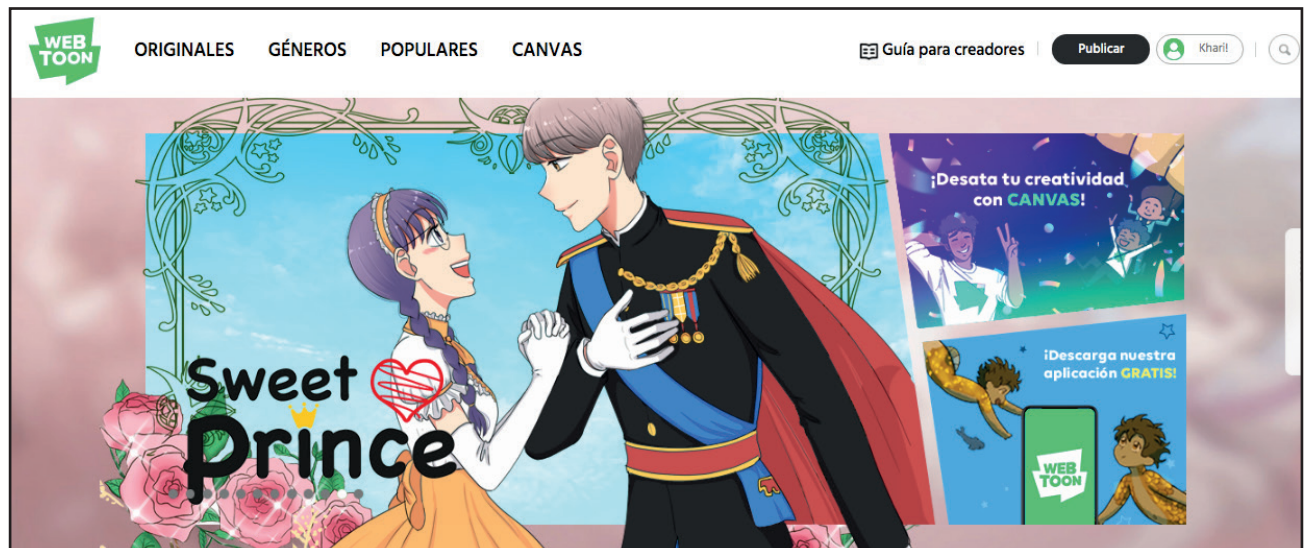 WEB
TOON
ORIGINALES GÉNEROS POPULARES CANVAS
Guía para creadores
Publicar
Khari!
¡Desata tu creatividad
con CANVAS!
Sweet
prince
¡Descarga nuestra
aplicación GRATIS!
WEB
TOON